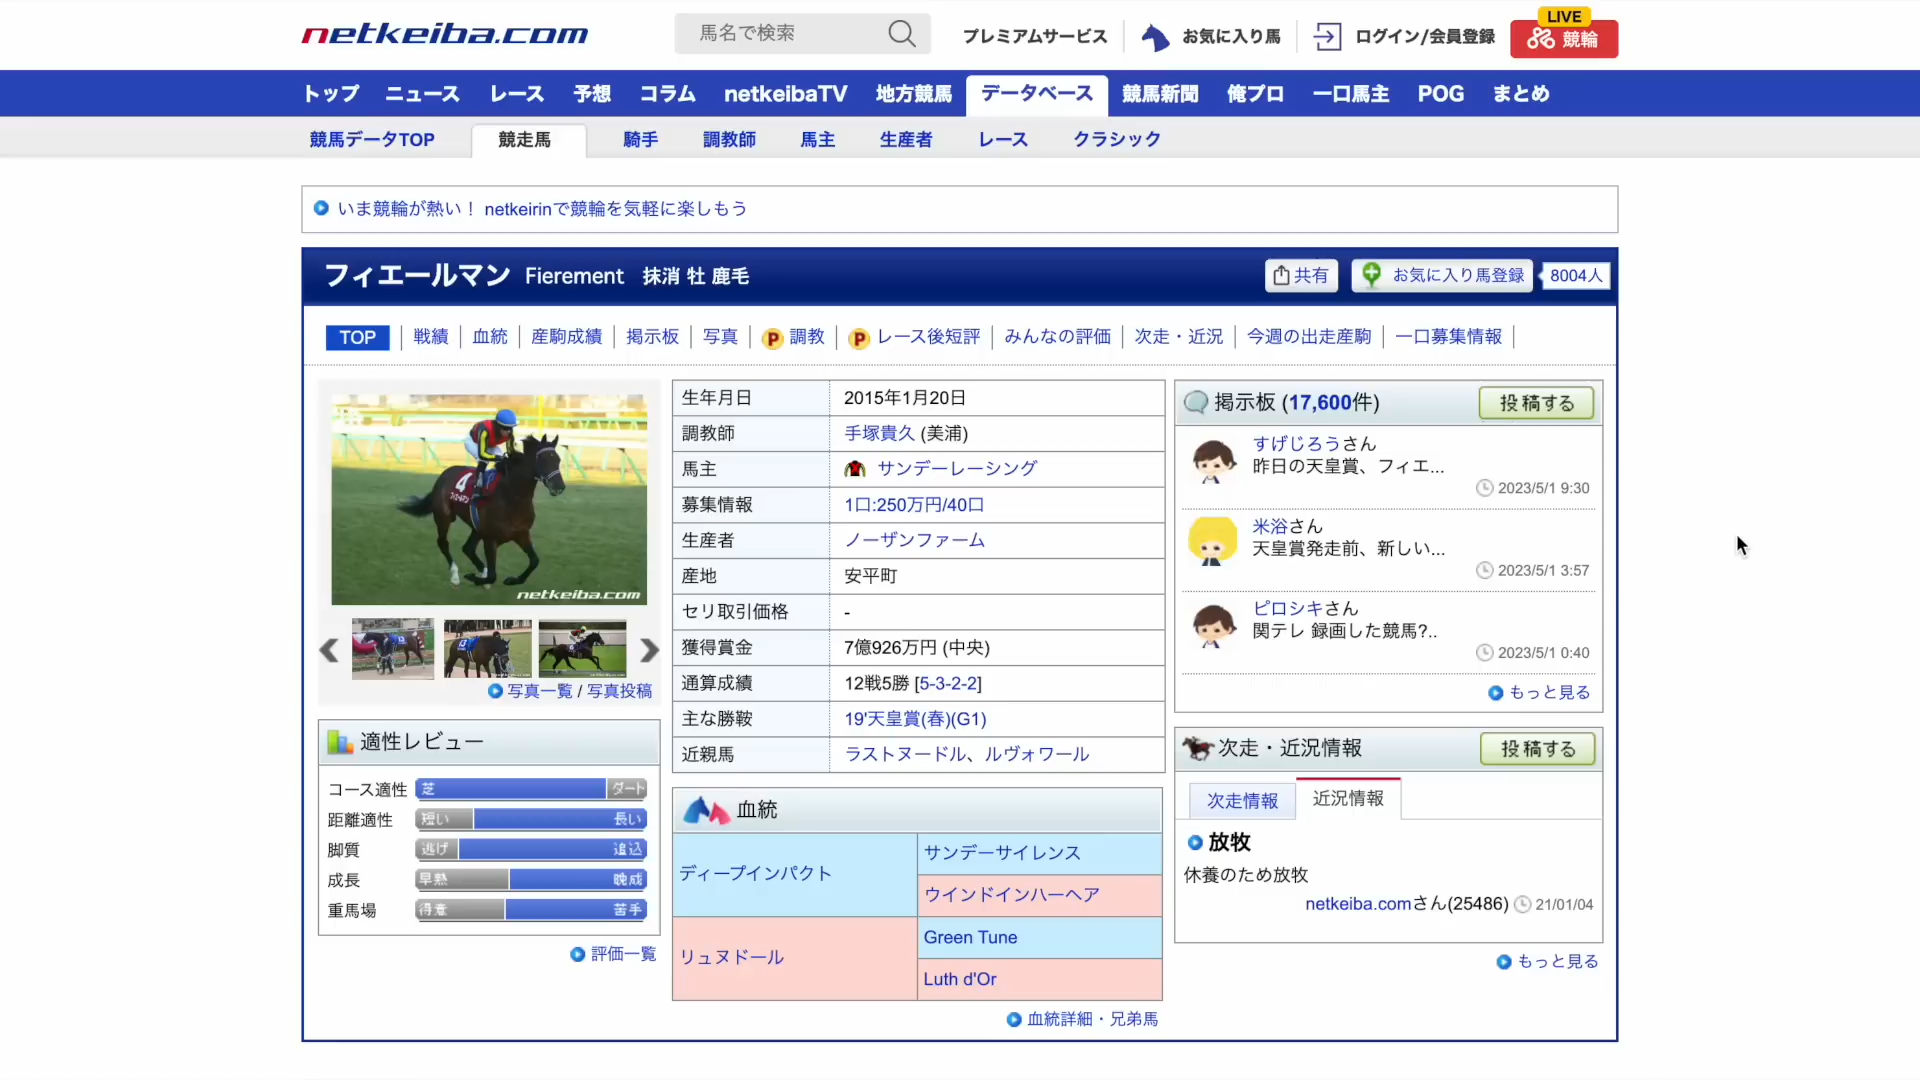 netkeiba.com
馬名で検索
プレミアムサービス
お気に入り馬
ログイン/会員登録
LIVE
競輪
トップ ニュース レース 予想 コラム netkeibaTV 地方競馬 データベース 競馬新聞 俺プロ 一口馬主 POG まとめ
競馬データTOP 競走馬 騎手 調教師 馬主 生産者 レース クラシック
いま競輪が熱い！ netkeirinで競輪を気軽に楽しもう
フィエールマン Fierement 抹消 牡 鹿毛
共有
お気に入り馬登録
8004人
TOP 戦績 血統 産駒成績 掲示板 写真 P 調教 P レース後短評 みんなの評価 次走・近況 今週の出走産駒 一口募集情報
4
フィエールマン
netkeiba.com
写真一覧 / 写真投稿
適性レビュー
コース適性 芝 ダート
距離適性 短い 長い
脚質 逃げ 追込
成長 早熟 晩成
重馬場 得意 苦手
評価一覧
生年月日 2015年1月20日
調教師 手塚貴久 (美浦)
馬主 サンデーレーシング
募集情報 1口:250万円/40口
生産者 ノーザンファーム
産地 安平町
セリ取引価格 -
獲得賞金 7億926万円 (中央)
通算成績 12戦5勝 [5-3-2-2]
主な勝鞍 19'天皇賞(春)(G1)
近親馬 ラストヌードル、ルヴォワール
血統
ディープインパクト
サンデーサイレンス
ウインドインハーヘア
リュヌドール
Green Tune
Luth d'Or
血統詳細・兄弟馬
掲示板 (17,600件)
投稿する
すげじろうさん
昨日の天皇賞、フィエ...
2023/5/1 9:30
米浴さん
天皇賞発走前、新しい...
2023/5/1 3:57
ピロシキさん
関テレ 録画した競馬?..
2023/5/1 0:40
もっと見る
次走・近況情報
投稿する
次走情報
近況情報
放牧
休養のため放牧
netkeiba.comさん(25486) 21/01/04
もっと見る